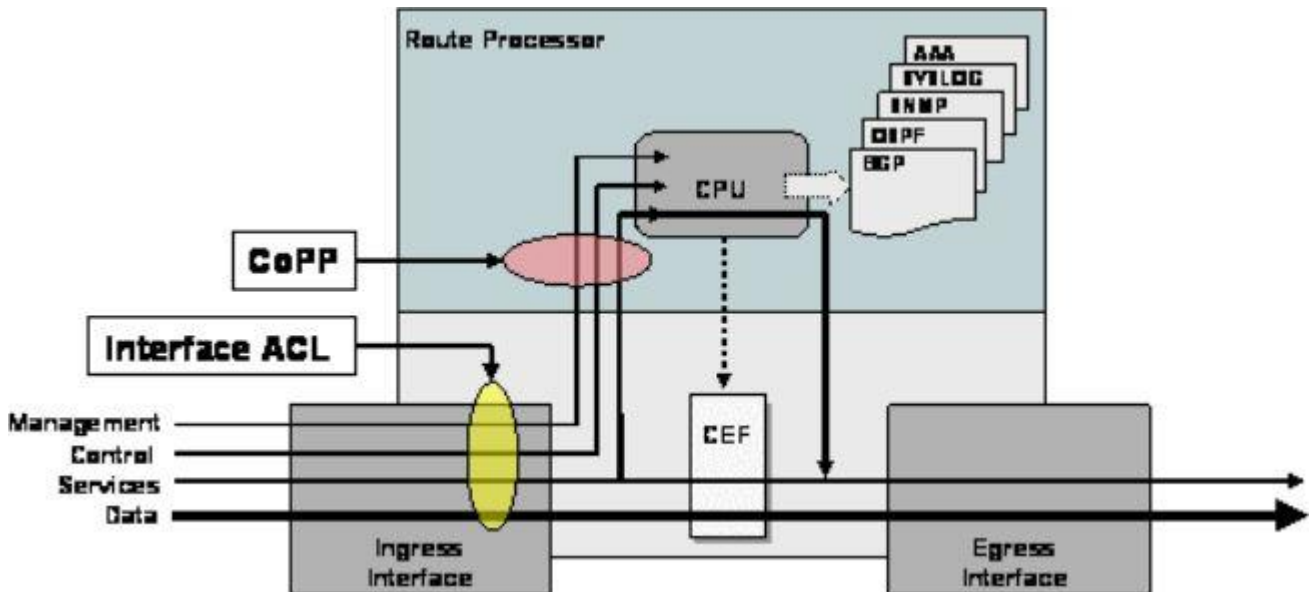 Route Processor
AAA
SYSLOG
SNMP
OSPF
BGP
CPU
CoPP
Interface ACL
Management
Control
Services
Data
CEF
Ingress
Interface
Egress
Interface